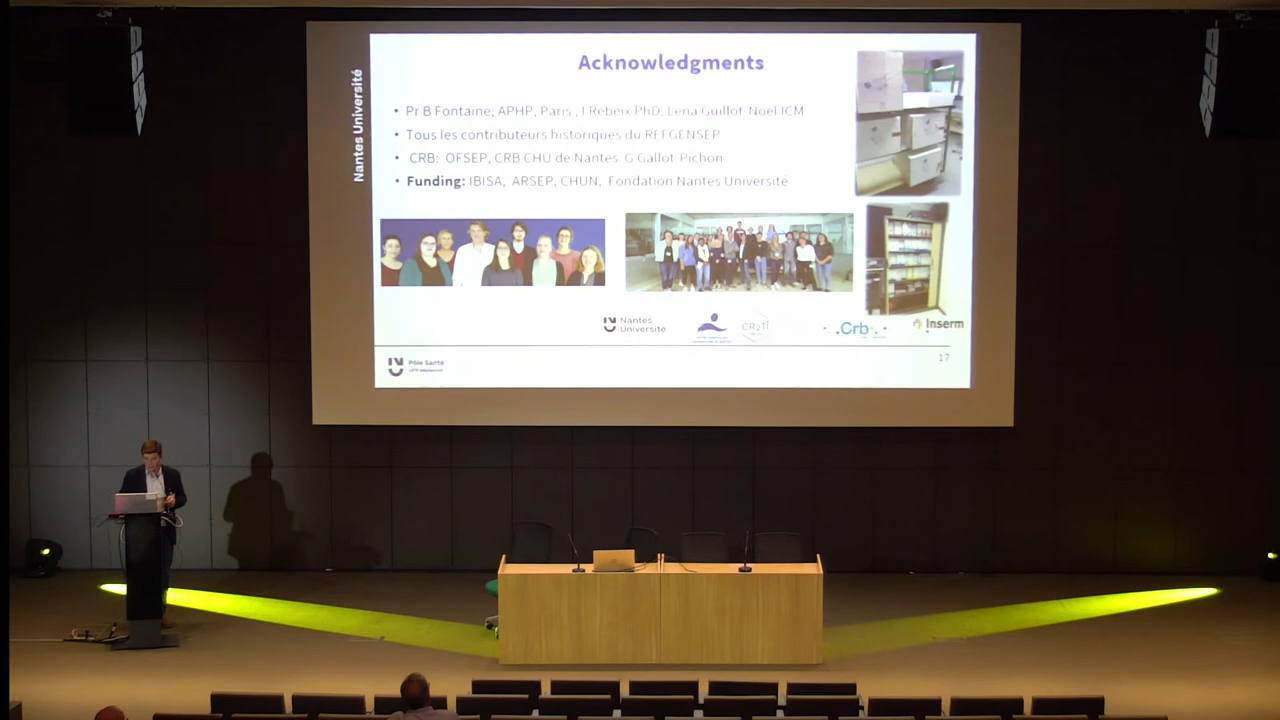 Nantes Université
Acknowledgments
• Pr B Fontaine, APHP, Paris , I Rebeix PhD, Lena Guillot Noel ICM
• Tous les contributeurs historiques du REFGENSEP
• CRB: OFSEP, CRB CHU de Nantes G Gallot Pichon
• Funding: IBISA, ARSEP, CHUN, Fondation Nantes Université
Nantes
Université
CR2TI
Crb
Inserm
17
Pôle Santé